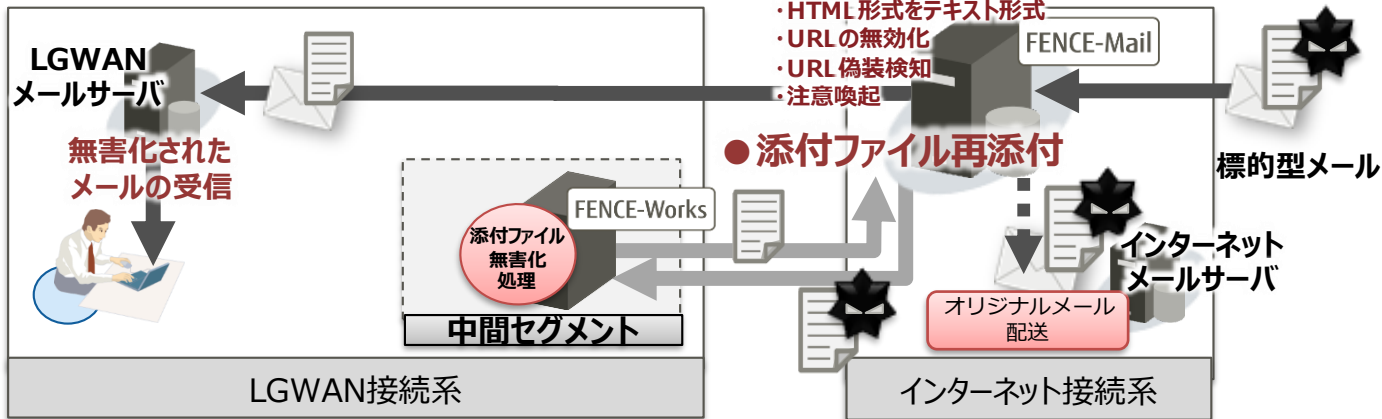 LGWAN
メールサーバ
無害化された
メールの受信
添付ファイル
無害化
処理
FENCE-Works
中間セグメント
LGWAN接続系
・HTML形式をテキスト形式
・URLの無効化
・URL偽装検知
・注意喚起
FENCE-Mail
●添付ファイル再添付
標的型メール
インターネット
メールサーバ
オリジナルメール
配送
インターネット接続系